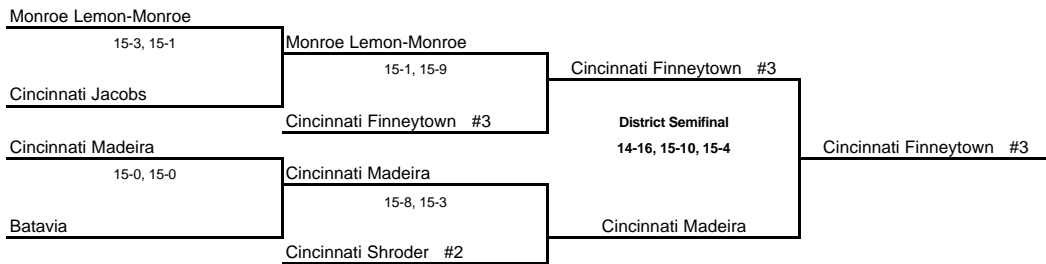 Monroe Lemon-Monroe
15-3, 15-1
Monroe Lemon-Monroe
15-1, 15-9
Cincinnati Finneytown #3
Cincinnati Jacobs
Cincinnati Finneytown #3
District Semifinal
Cincinnati Madeira
14-16, 15-10, 15-4
Cincinnati Finneytown #3
15-0, 15-0
Cincinnati Madeira
15-8, 15-3
Batavia
Cincinnati Madeira
Cincinnati Shroder #2